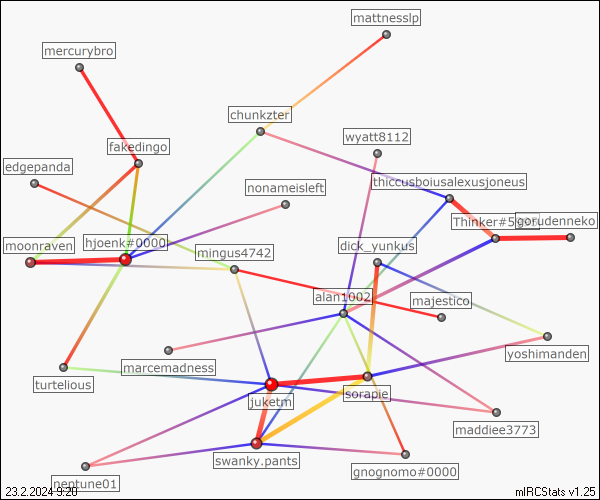 mattnesslp
mercurybro
chunkzter
wyatt8112
fakedingo
edgepanda
thiccusboiusalexusjoneus
nonameisleft
Thinker#5
gorudenneko
moonraven
hjoenk#0000
dick_yunkus
mingus4742
alan1002
majestico
marcemadness
yoshimanden
turtelious
sorapie
juketm
maddiee3773
swanky.pants
gnognomo#0000
neptune01
23.2.2024 9:20
mIRCStats v1.25